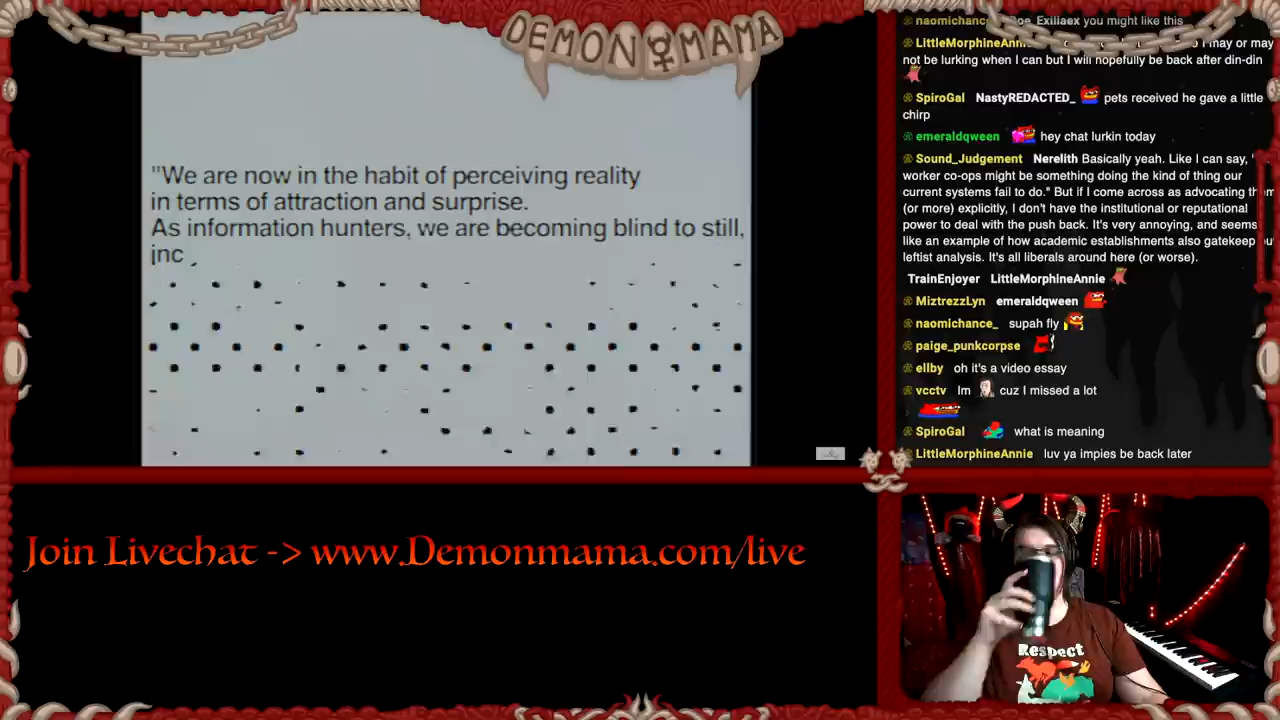 DEMON MAMA
"We are now in the habit of perceiving reality
in terms of attraction and surprise.
As information hunters, we are becoming blind to still,
inc
naomichance_ Exiliaex you might like this
LittleMorphineAnnie I may or may
not be lurking when I can but I will hopefully be back after din-din
SpiroGal NastyREDACTED_ pets received he gave a little
chirp
emeraldqween hey chat lurkin today
Sound_Judgement Nerelith Basically yeah. Like I can say, "
worker co-ops might be something doing the kind of thing our
current systems fail to do." But if I come across as advocating them
(or more) explicitly, I don't have the institutional or reputational
power to deal with the push back. It's very annoying, and seems
like an example of how academic establishments also gatekeep
leftist analysis. It's all liberals around here (or worse).
TrainEnjoyer LittleMorphineAnnie
MiztrezzLyn emeraldqween
naomichance_ supah fly
paige_punkcorpse
ellby oh it's a video essay
vcctv Im cuz I missed a lot
SpiroGal what is meaning
LittleMorphineAnnie luv ya impies be back later
Join Livechat -> www.Demonmama.com/live
Respect